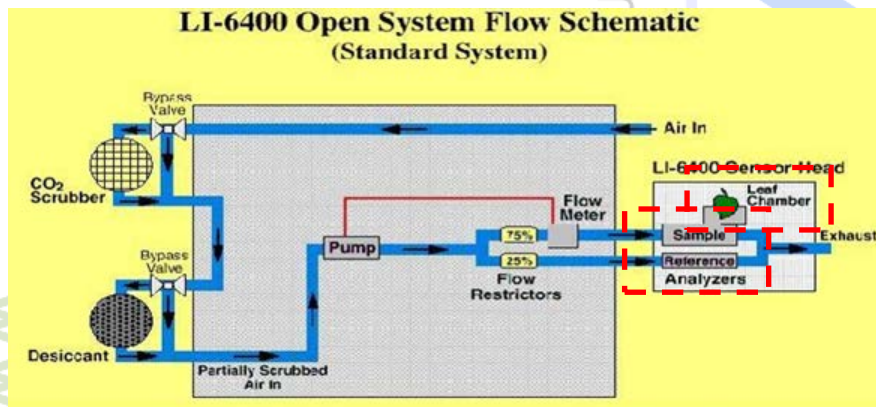 LI-6400 Open System Flow Schematic
(Standard System)
Bypass
Valve
Air In
CO₂
Scrubber
LI-6400 Sensor Head
Leaf
Chamber
Flow
Meter
75%
Sample
Exhaust
Pump
25%
Reference
Flow
Restrictors
Analyzers
Bypass
Valve
Desiccant
Partially Scrubbed
Air In